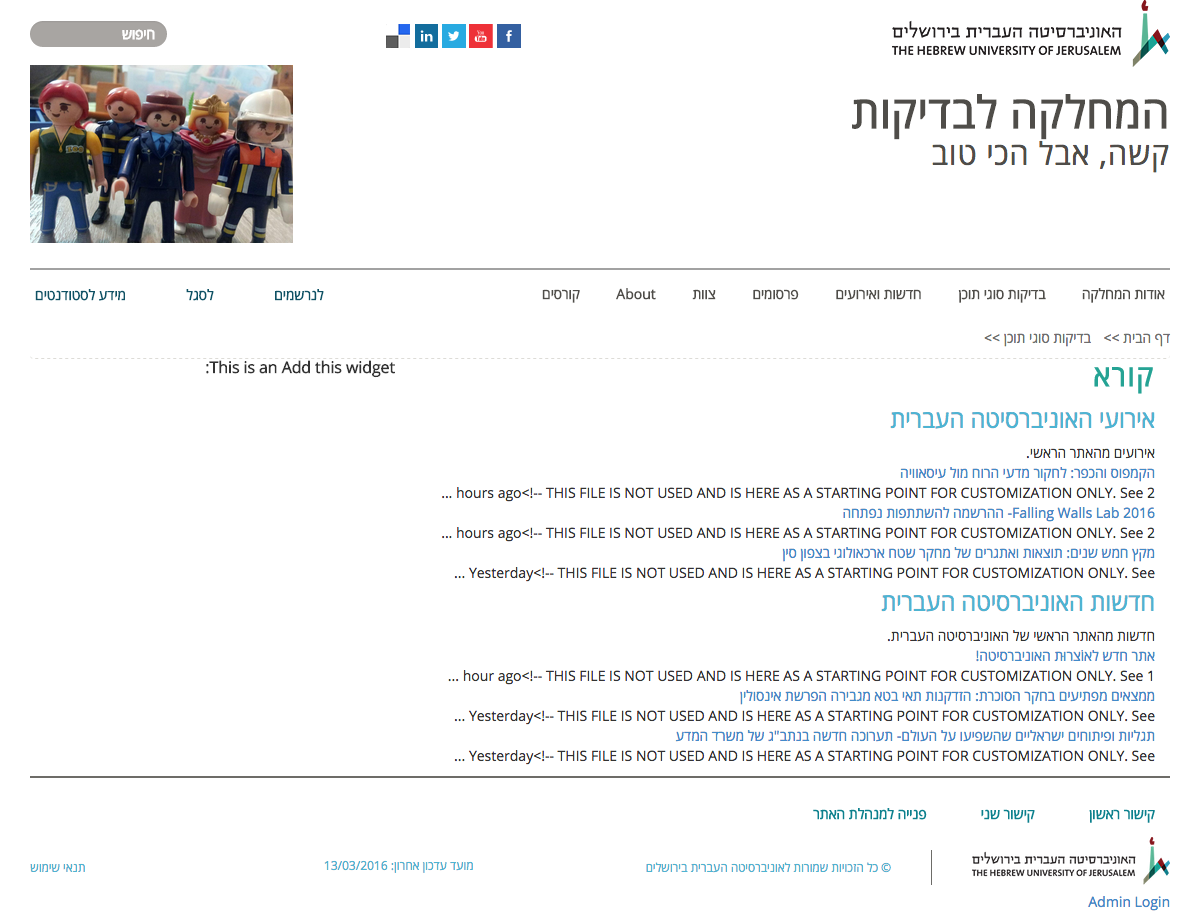 האוניברסיטה העברית בירושלים
THE HEBREW UNIVERSITY OF JERUSALEM
חיפוש
המחלקה לבדיקות
קשה, אבל הכי טוב
אודות המחלקה
בדיקות סוגי תוכן
חדשות ואירועים
פרסומים
צוות
About
קורסים
לנרשמים
לסגל
מידע לסטודנטים
דף הבית >> בדיקות סוגי תוכן >>
קורא
אירועי האוניברסיטה העברית
אירועים מהאתר הראשי.
הקמפוס והכפר: לחקור מדעי הרוח מול עיסאוויה
2 hours ago<!-- THIS FILE IS NOT USED AND IS HERE AS A STARTING POINT FOR CUSTOMIZATION ONLY. See ...
Falling Walls Lab 2016- ההרשמה להשתתפות נפתחה
2 hours ago<!-- THIS FILE IS NOT USED AND IS HERE AS A STARTING POINT FOR CUSTOMIZATION ONLY. See ...
מקץ חמש שנים: תוצאות ואתגרים של מחקר שטח ארכאולוגי בצפון סין
Yesterday<!-- THIS FILE IS NOT USED AND IS HERE AS A STARTING POINT FOR CUSTOMIZATION ONLY. See ...
חדשות האוניברסיטה העברית
חדשות מהאתר הראשי של האוניברסיטה העברית.
אתר חדש לאוֹצרוּת האוניברסיטה!
1 hour ago<!-- THIS FILE IS NOT USED AND IS HERE AS A STARTING POINT FOR CUSTOMIZATION ONLY. See ...
ממצאים מפתיעים בחקר הסוכרת: הזדקנות תאי בטא מגבירה הפרשת אינסולין
Yesterday<!-- THIS FILE IS NOT USED AND IS HERE AS A STARTING POINT FOR CUSTOMIZATION ONLY. See ...
תגליות ופיתוחים ישראליים שהשפיעו על העולם- תערוכה חדשה בנתב"ג של משרד המדע
Yesterday<!-- THIS FILE IS NOT USED AND IS HERE AS A STARTING POINT FOR CUSTOMIZATION ONLY. See ...
This is an Add this widget:
קישור ראשון
קישור שני
פנייה למנהלת האתר
האוניברסיטה העברית בירושלים
THE HEBREW UNIVERSITY OF JERUSALEM
© כל הזכויות שמורות לאוניברסיטה העברית בירושלים
מועד עדכון אחרון: 13/03/2016
תנאי שימוש
Admin Login